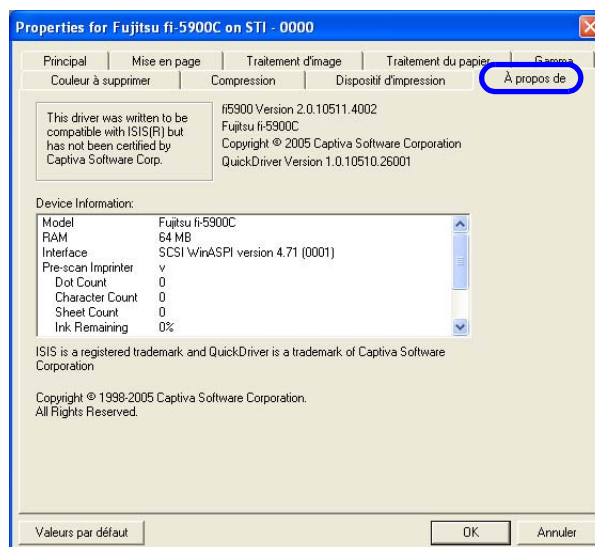 Properties for Fujitsu fi-5900C on STI - 0000
Principal Mise en page Traitement d'image Traitement du papier Gamma
Couleur à supprimer Compression Dispositif d'impression À propos de
This driver was written to be
compatible with ISIS(R) but
has not been certified by
Captiva Software Corp.
fi5900 Version 2.0.10511.4002
Fujitsu fi-5900C
Copyright © 2005 Captiva Software Corporation
QuickDriver Version 1.0.10510.26001
Device Information:
Model Fujitsu fi-5900C
RAM 64 MB
Interface SCSI WinASPI version 4.71 (0001)
Pre-scan Imprinter v
Dot Count 0
Character Count 0
Sheet Count 0
Ink Remaining 0%
ISIS is a registered trademark and QuickDriver is a trademark of Captiva Software
Corporation
Copyright © 1998-2005 Captiva Software Corporation.
All Rights Reserved.
Valeurs par défaut OK Annuler